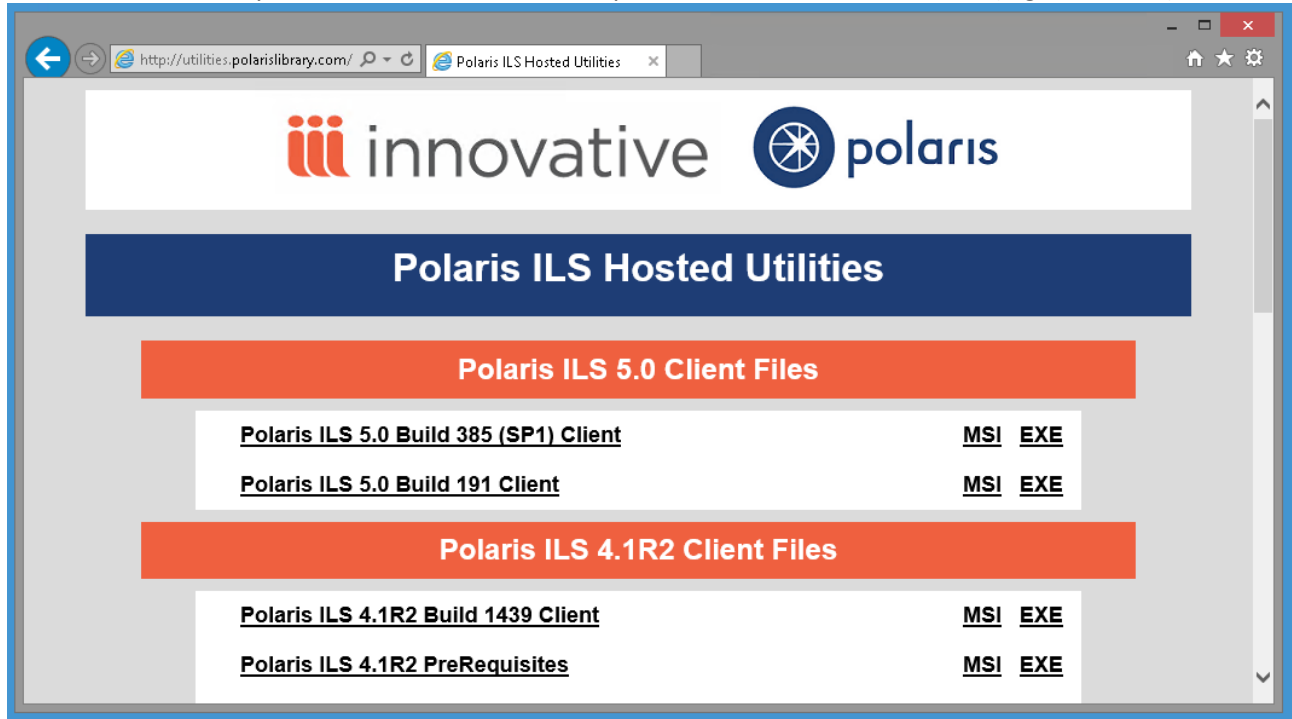 http://utilities.polarislibrary.com/
Polaris ILS Hosted Utilities
innovative polaris
Polaris ILS Hosted Utilities
Polaris ILS 5.0 Client Files
Polaris ILS 5.0 Build 385 (SP1) Client MSI EXE
Polaris ILS 5.0 Build 191 Client MSI EXE
Polaris ILS 4.1R2 Client Files
Polaris ILS 4.1R2 Build 1439 Client MSI EXE
Polaris ILS 4.1R2 PreRequisites MSI EXE